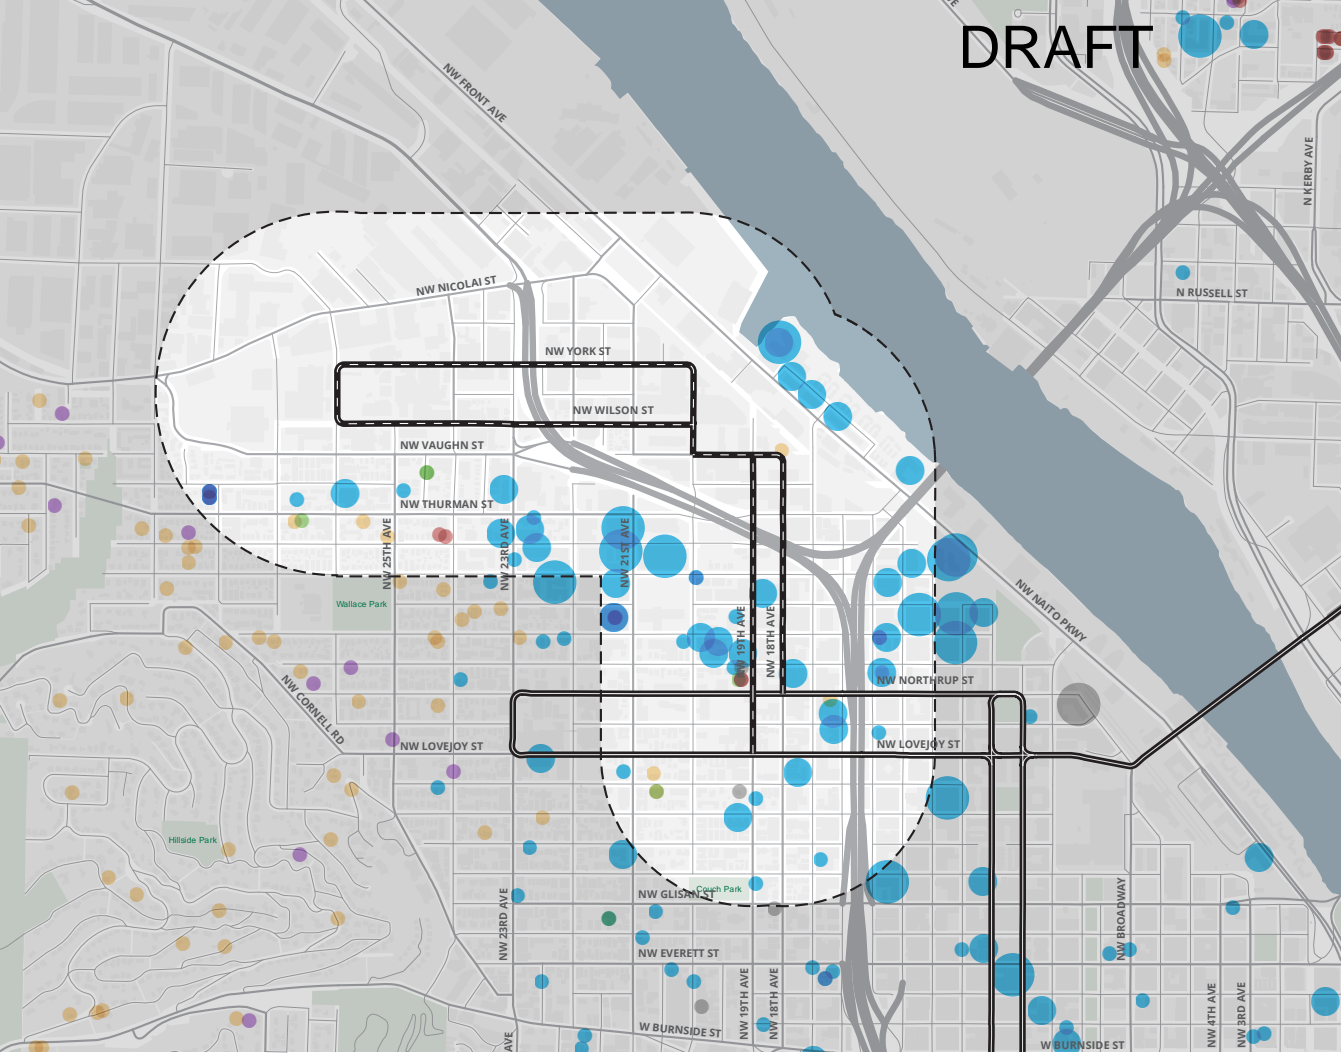 DRAFT
NW FRONT AVE
N KERBY AVE
NW NICOLAI ST
N RUSSELL ST
NW YORK ST
NW WILSON ST
NW VAUGHN ST
NW THURMAN ST
NW 25TH AVE
NW 23RD AVE
NW 21ST AVE
Wallace Park
NW 19TH AVE
NW 18TH AVE
NW NAITO PKWY
NW CORNELL RD
NW NORTHRUP ST
NW LOVEJOY ST
NW LOVEJOY ST
Hillside Park
Couch Park
NW GLISAN ST
NW 23RD AVE
NW BROADWAY
NW EVERETT ST
NW 19TH AVE
NW 18TH AVE
NW 4TH AVE
NW 3RD AVE
W BURNSIDE ST
W BURNSIDE ST
AVE